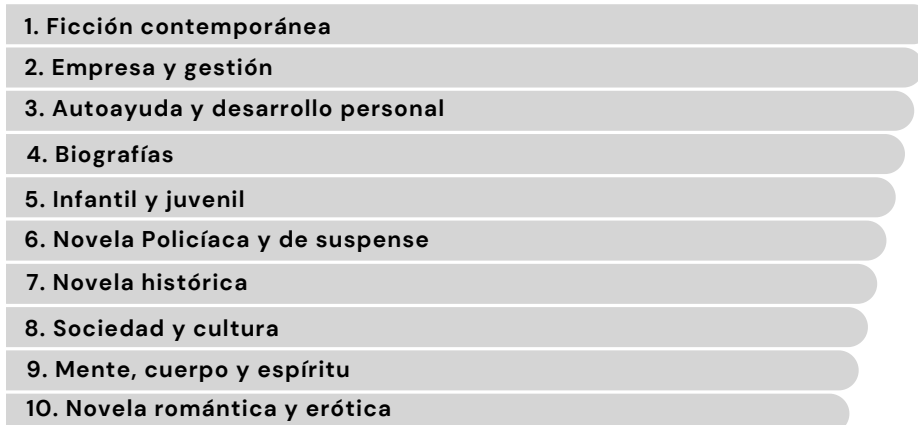 1. Ficción contemporánea
2. Empresa y gestión
3. Autoayuda y desarrollo personal
4. Biografías
5. Infantil y juvenil
6. Novela Policíaca y de suspense
7. Novela histórica
8. Sociedad y cultura
9. Mente, cuerpo y espíritu
10. Novela romántica y erótica